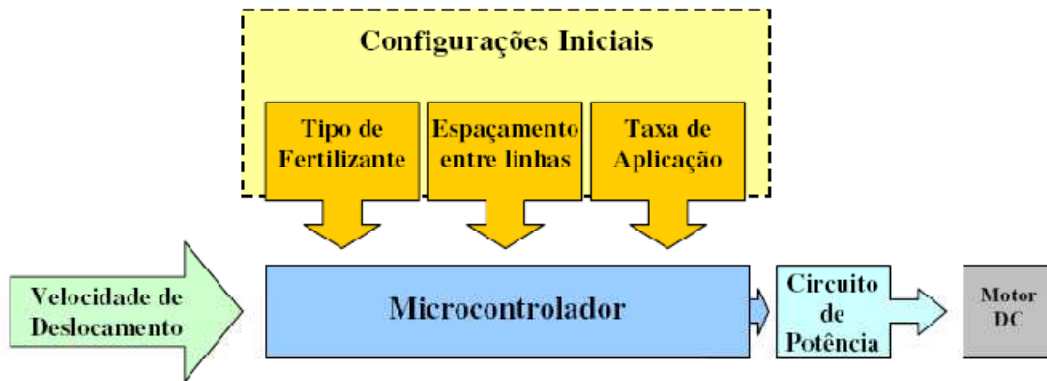 Configurações Iniciais
Tipo de
Fertilizante
Espaçamento
entre linhas
Taxa de
Aplicação
Velocidade de
Deslocamento
Microcontrolador
Circuito
de
Potência
Motor
DC